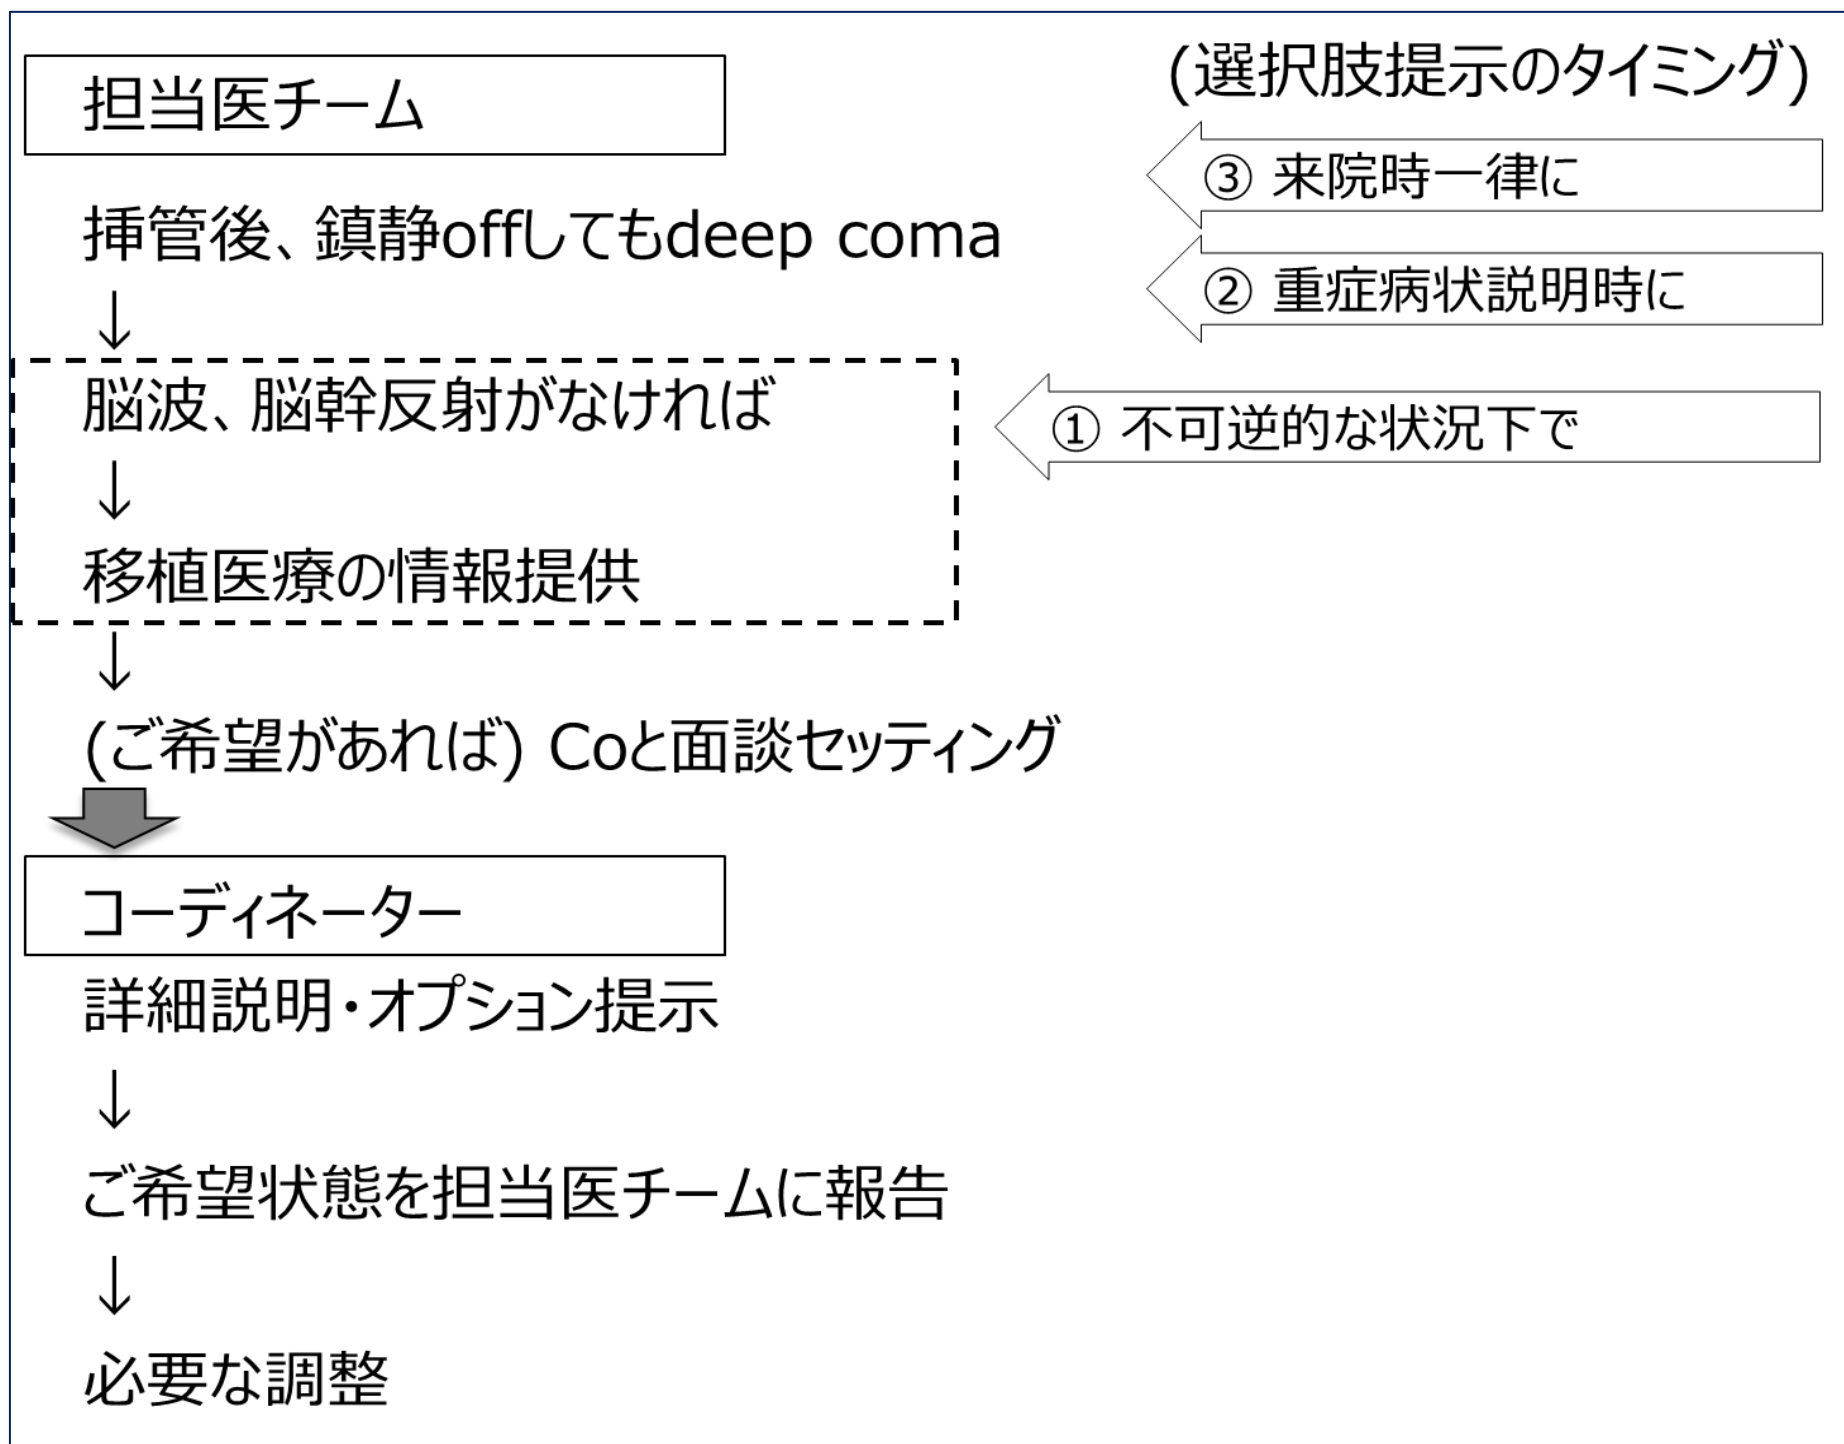 担当医チーム
挿管後、鎮静offしてもdeep coma
↓
脳波、脳幹反射がなければ
↓
移植医療の情報提供
↓
(ご希望があれば) Coと面談セッティング
コーディネーター
詳細説明・オプション提示
↓
ご希望状態を担当医チームに報告
↓
必要な調整
(選択肢提示のタイミング)
③ 来院時一律に
② 重症病状説明時に
① 不可逆的な状況下で